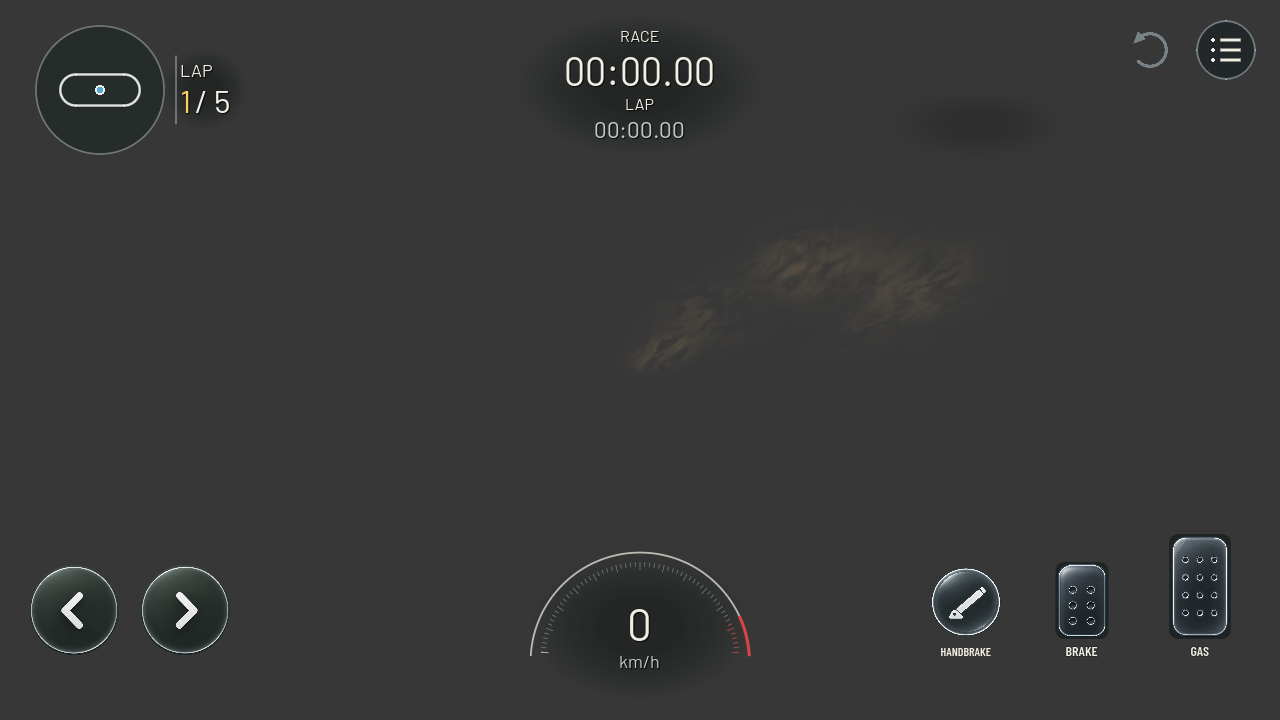 LAP
1/ 5
RACE
00:00.00
LAP
00:00.00
0
km/h
HANDBRAKE
BRAKE
GAS